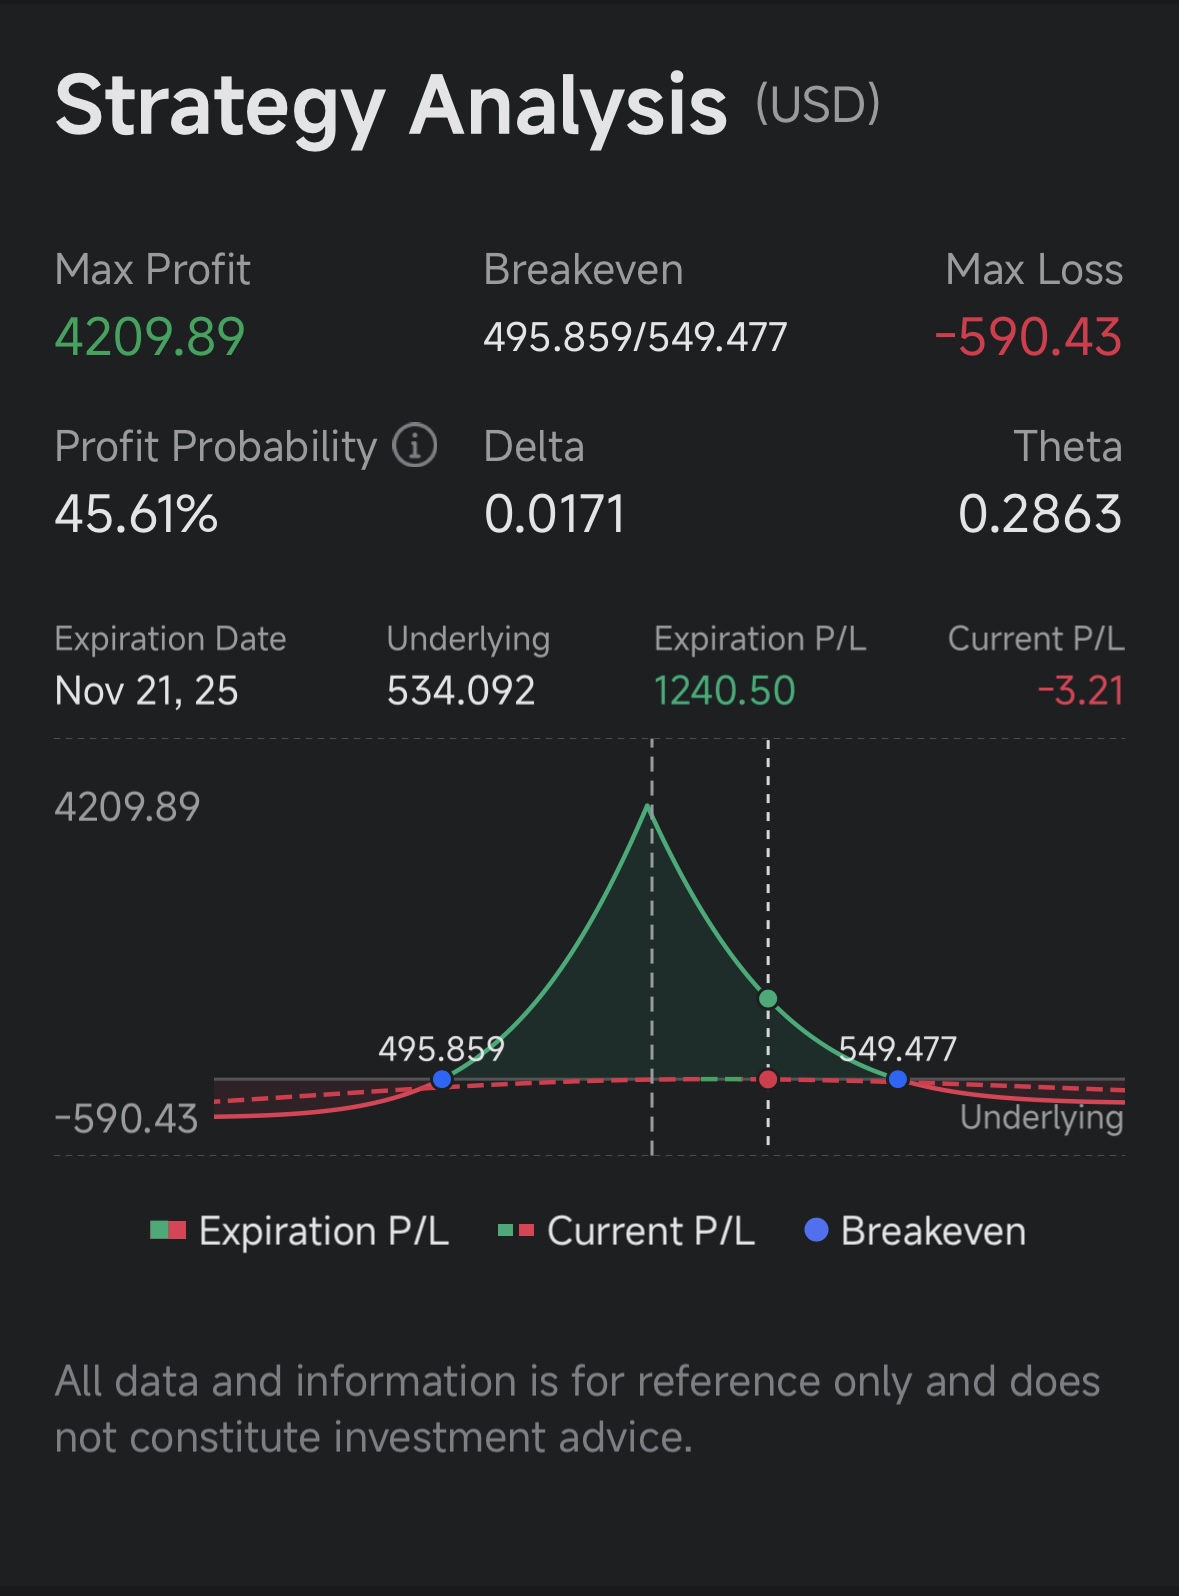 Strategy Analysis (USD)
Max Profit Breakeven Max Loss
4209.89 495.859/549.477 -590.43
Profit Probability Delta Theta
45.61% 0.0171 0.2863
Expiration Date Underlying Expiration P/L Current P/L
Nov 21, 25 534.092 1240.50 -3.21
4209.89
495.859 549.477
-590.43 Underlying
Expiration P/L Current P/L Breakeven
All data and information is for reference only and does
not constitute investment advice.